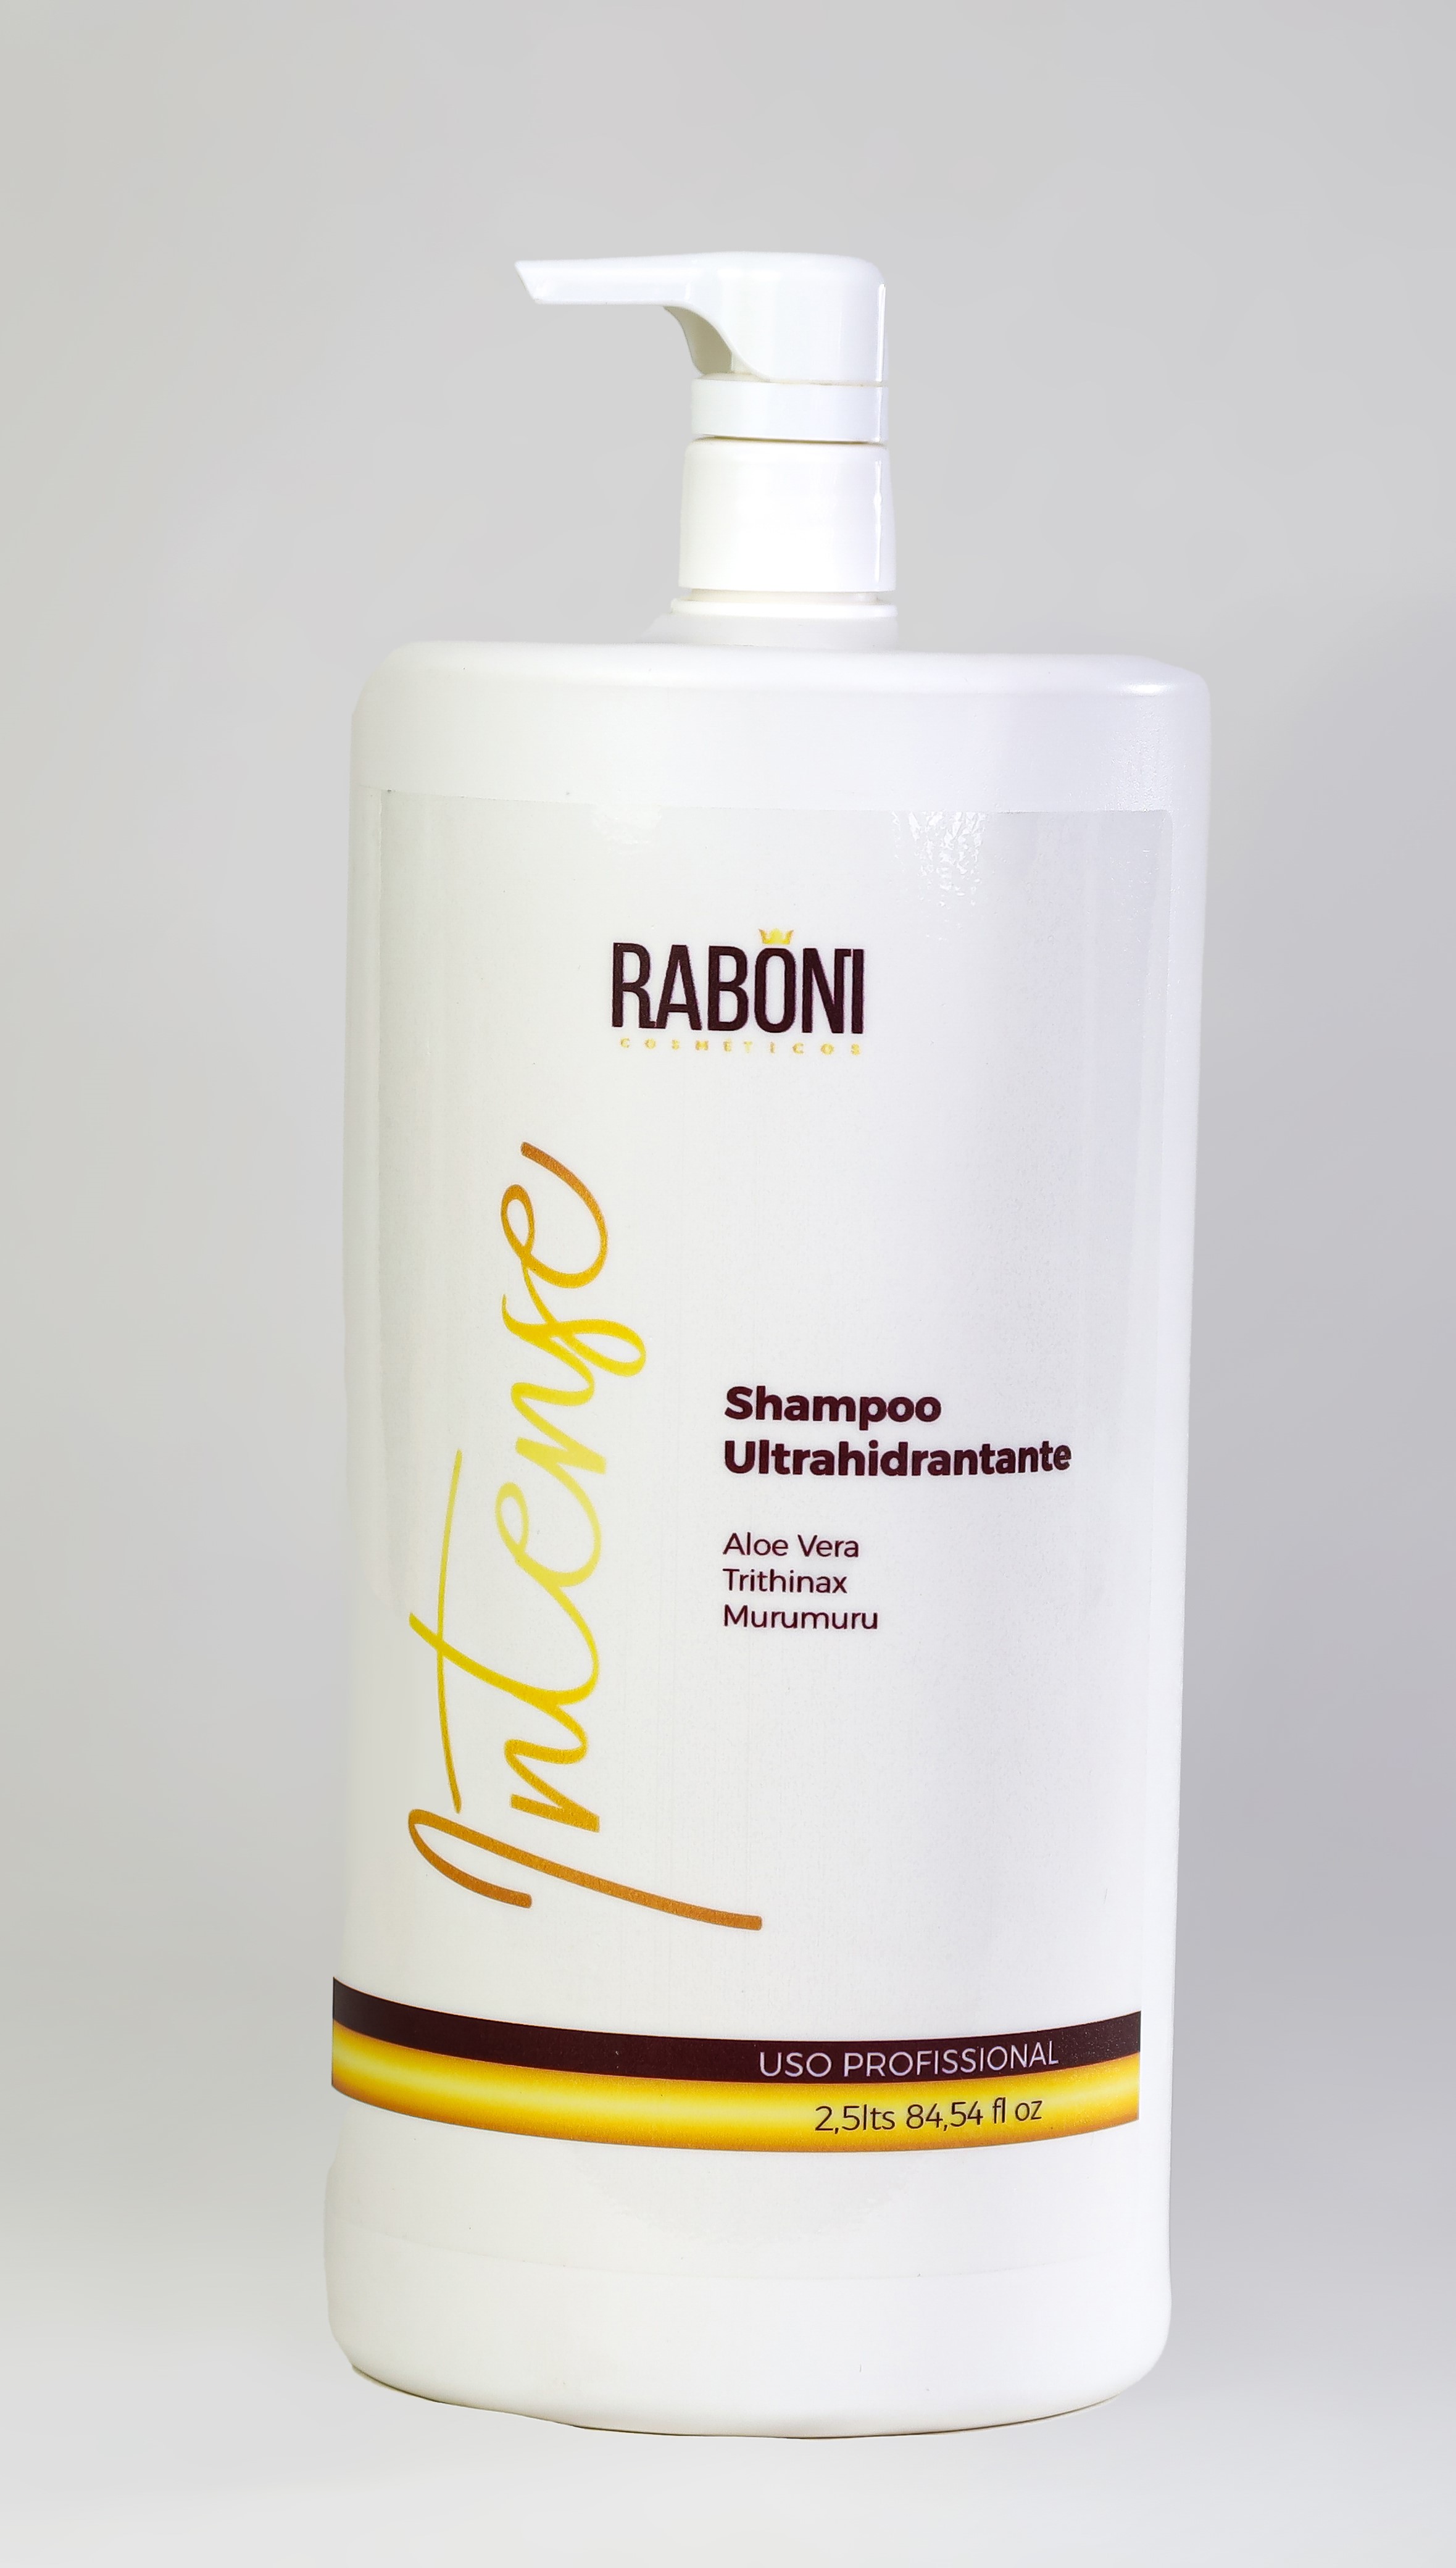 RABONI
COSMÉTICOS
Intense
Shampoo
Ultrahidrantante
Aloe Vera
Trithinax
Murumuru
USO PROFISSIONAL
2,5lts 84,54 fl oz